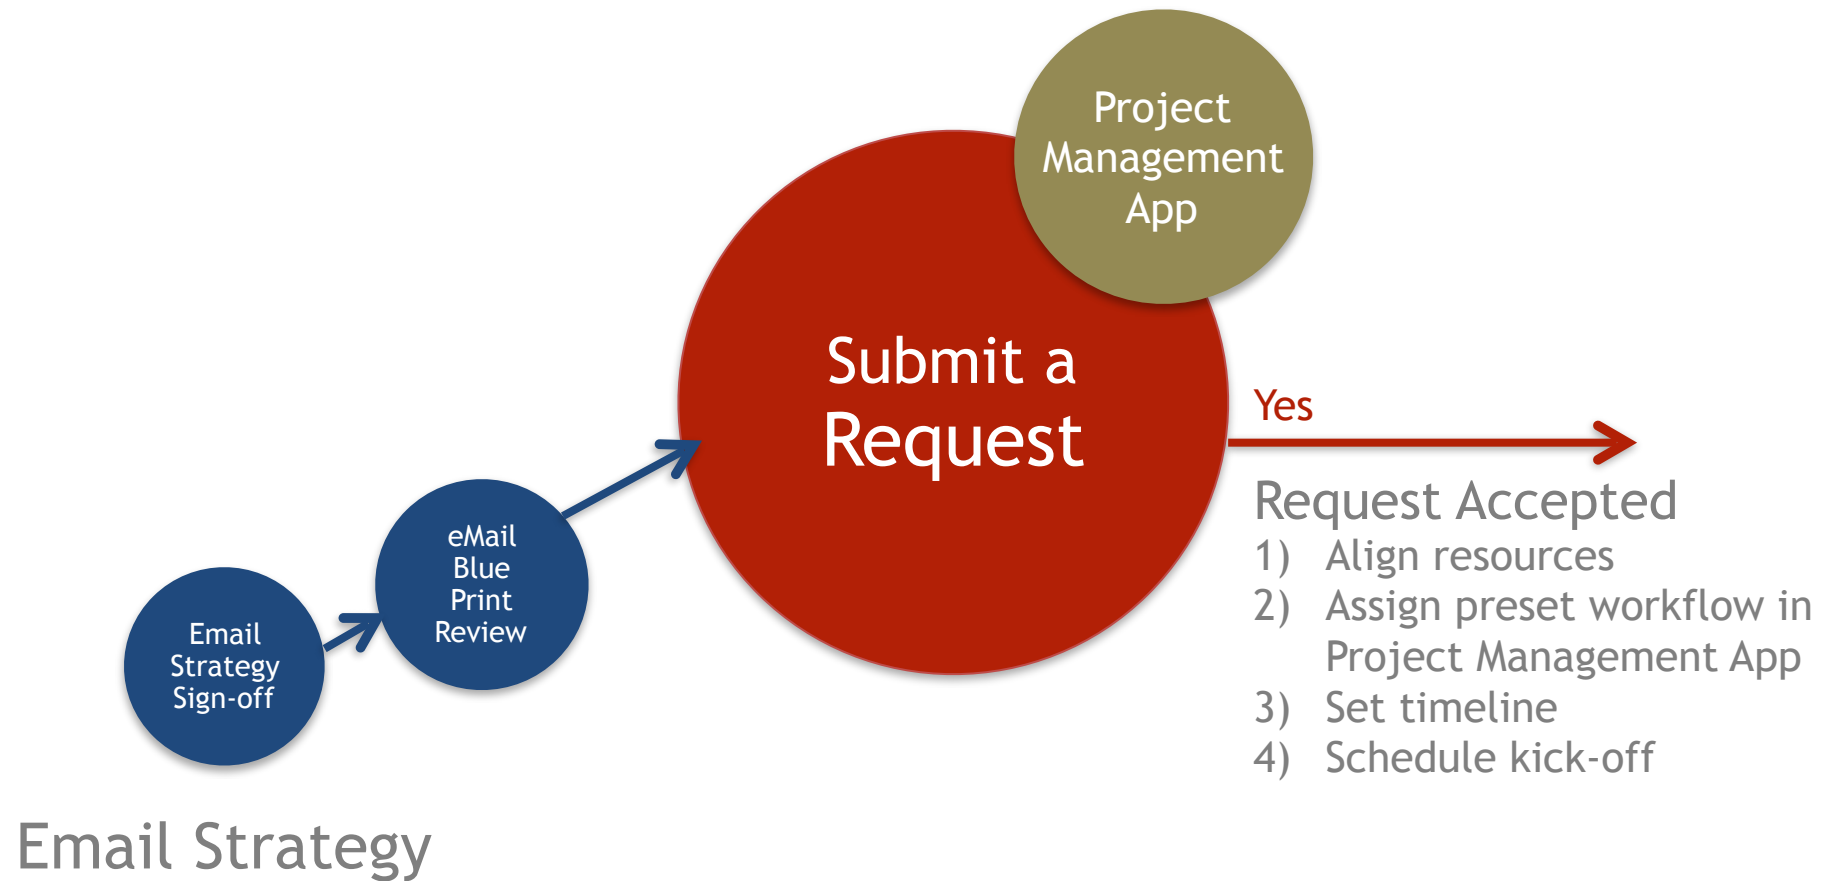 Project
Management
App
Submit a
Request
Yes
Request Accepted
1) Align resources
2) Assign preset workflow in
Project Management App
3) Set timeline
4) Schedule kick-off
eMail
Blue
Print
Review
Email
Strategy
Sign-off
Email Strategy